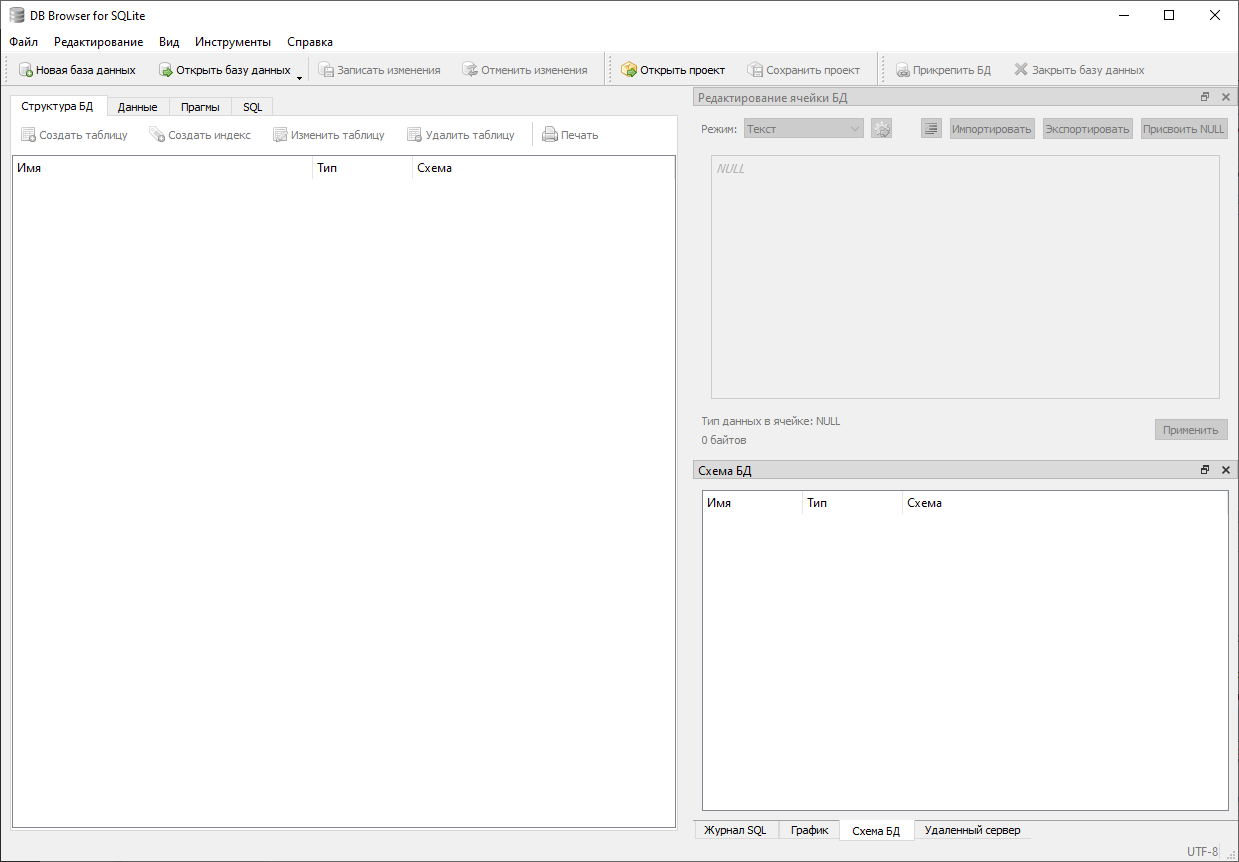 DB Browser for SQLite
Файл Редактирование Вид Инструменты Справка
Новая база данных Открыть базу данных Записать изменения Отменить изменения Открыть проект Сохранить проект Прикрепить БД Закрыть базу данных
Структура БД Данные Прагмы SQL
Создать таблицу Создать индекс Изменить таблицу Удалить таблицу Печать
Имя Тип Схема
Редактирование ячейки БД
Режим: Текст Импортировать Экспортировать Присвоить NULL
NULL
Тип данных в ячейке: NULL
0 байтов
Применить
Схема БД
Имя Тип Схема
Журнал SQL График Схема БД Удаленный сервер
UTF-8